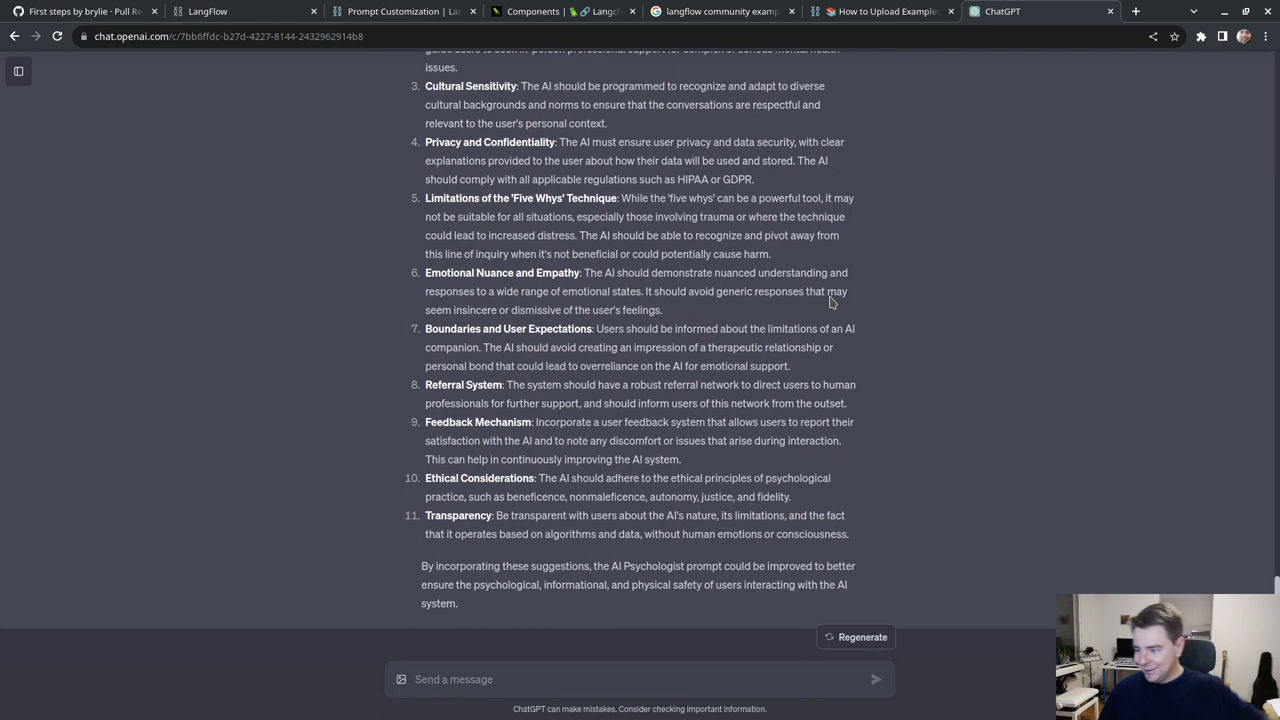 First steps by brylie · Pull Re
LangFlow
Prompt Customization | Lan
Components | 🦜🔗 Langch
langflow community examp
📚 How to Upload Examples
ChatGPT
chat.openai.com/c/7bb6ffdc-b27d-4227-8144-2432962914b8
guide users to seek in-person professional support for complex or serious mental health
issues.
3. Cultural Sensitivity: The AI should be programmed to recognize and adapt to diverse
cultural backgrounds and norms to ensure that the conversations are respectful and
relevant to the user's personal context.
4. Privacy and Confidentiality: The AI must ensure user privacy and data security, with clear
explanations provided to the user about how their data will be used and stored. The AI
should comply with all applicable regulations such as HIPAA or GDPR.
5. Limitations of the 'Five Whys' Technique: While the 'five whys' can be a powerful tool, it may
not be suitable for all situations, especially those involving trauma or where the technique
could lead to increased distress. The AI should be able to recognize and pivot away from
this line of inquiry when it's not beneficial or could potentially cause harm.
6. Emotional Nuance and Empathy: The AI should demonstrate nuanced understanding and
responses to a wide range of emotional states. It should avoid generic responses that may
seem insincere or dismissive of the user's feelings.
7. Boundaries and User Expectations: Users should be informed about the limitations of an AI
companion. The AI should avoid creating an impression of a therapeutic relationship or
personal bond that could lead to overreliance on the AI for emotional support.
8. Referral System: The system should have a robust referral network to direct users to human
professionals for further support, and should inform users of this network from the outset.
9. Feedback Mechanism: Incorporate a user feedback system that allows users to report their
satisfaction with the AI and to note any discomfort or issues that arise during interaction.
This can help in continuously improving the AI system.
10. Ethical Considerations: The AI should adhere to the ethical principles of psychological
practice, such as beneficence, nonmaleficence, autonomy, justice, and fidelity.
11. Transparency: Be transparent with users about the AI's nature, its limitations, and the fact
that it operates based on algorithms and data, without human emotions or consciousness.
By incorporating these suggestions, the AI Psychologist prompt could be improved to better
ensure the psychological, informational, and physical safety of users interacting with the AI
system.
Regenerate
Send a message
ChatGPT can make mistakes. Consider checking important information.